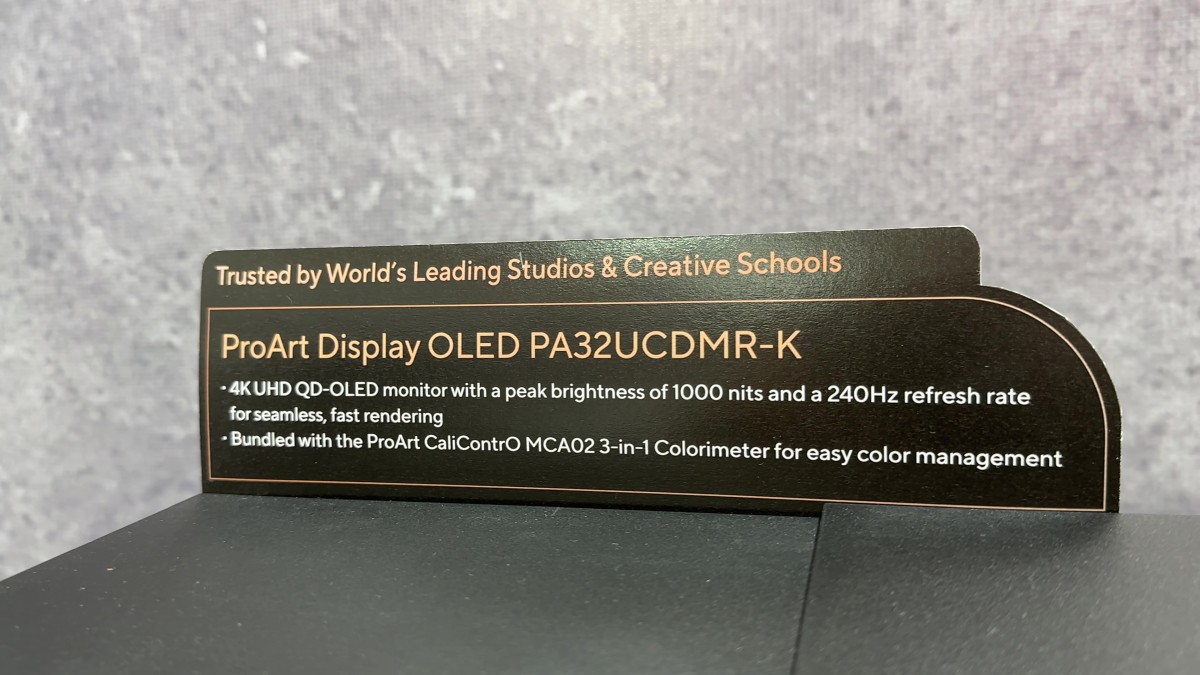 Trusted by World's Leading Studios & Creative Schools
ProArt Display OLED PA32UCDMR-K
· 4K UHD QD-OLED monitor with a peak brightness of 1000 nits and a 240Hz refresh rate
for seamless, fast rendering
· Bundled with the ProArt CaliContrO MCA02 3-in-1 Colorimeter for easy color management